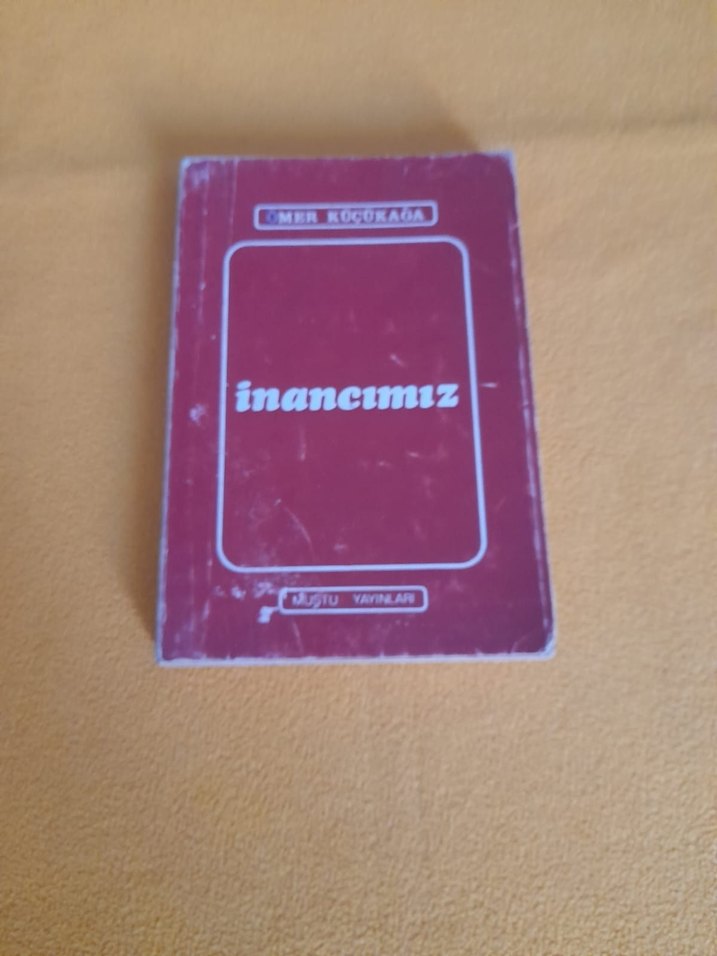 ÖMER KÜÇÜKAĞA
inancımız
MUŞTU YAYINLARI